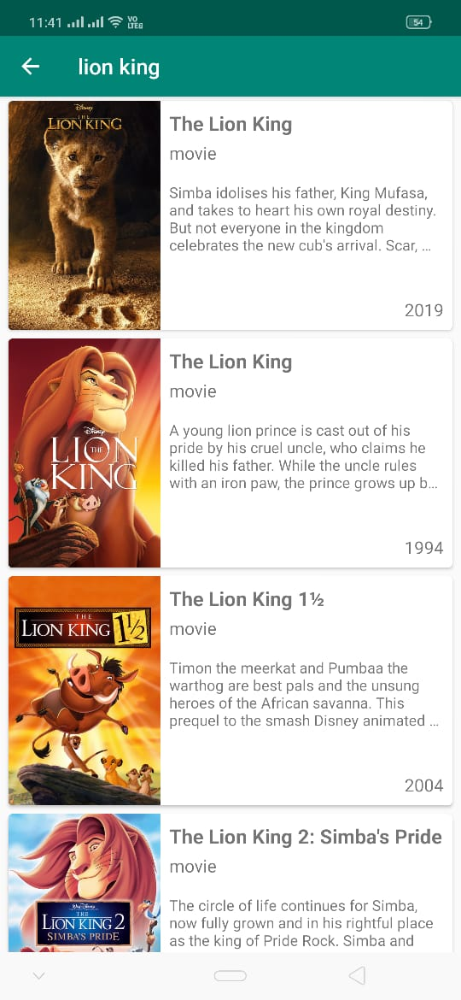 11:41 VO LTE 54
lion king
Disney
THE
LION KING
The Lion King
movie
Simba idolises his father, King Mufasa,
and takes to heart his own royal destiny.
But not everyone in the kingdom
celebrates the new cub's arrival. Scar, ...
2019
Disney
THE
LION
KING
The Lion King
movie
A young lion prince is cast out of his
pride by his cruel uncle, who claims he
killed his father. While the uncle rules
with an iron paw, the prince grows up b...
1994
THE
LION KING 1½
The Lion King 1½
movie
Timon the meerkat and Pumbaa the
warthog are best pals and the unsung
heroes of the African savanna. This
prequel to the smash Disney animated ...
2004
Walt Disney
THE
LION KING 2
SIMBA'S PRIDE
The Lion King 2: Simba's Pride
movie
The circle of life continues for Simba,
now fully grown and in his rightful place
as the king of Pride Rock. Simba and